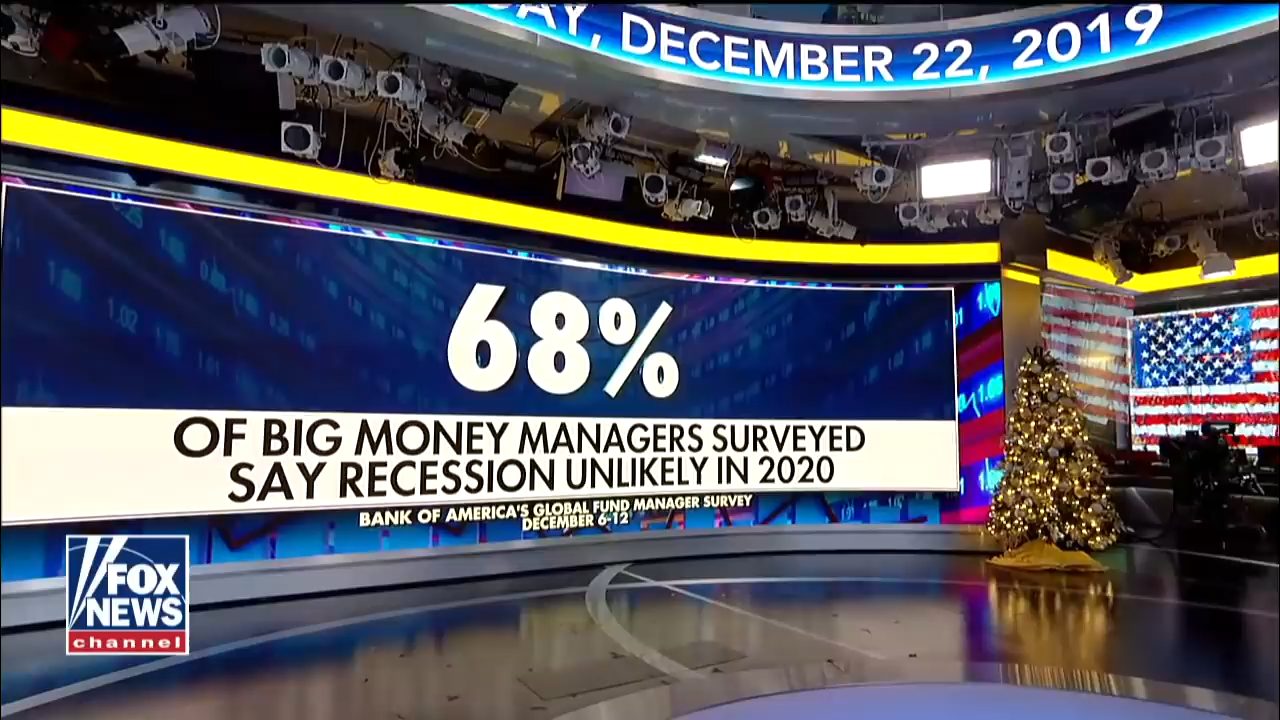 AY, DECEMBER 22, 2019
68%
OF BIG MONEY MANAGERS SURVEYED
SAY RECESSION UNLIKELY IN 2020
BANK OF AMERICA'S GLOBAL FUND MANAGER SURVEY
DECEMBER 6-12
FOX
NEWS
channel